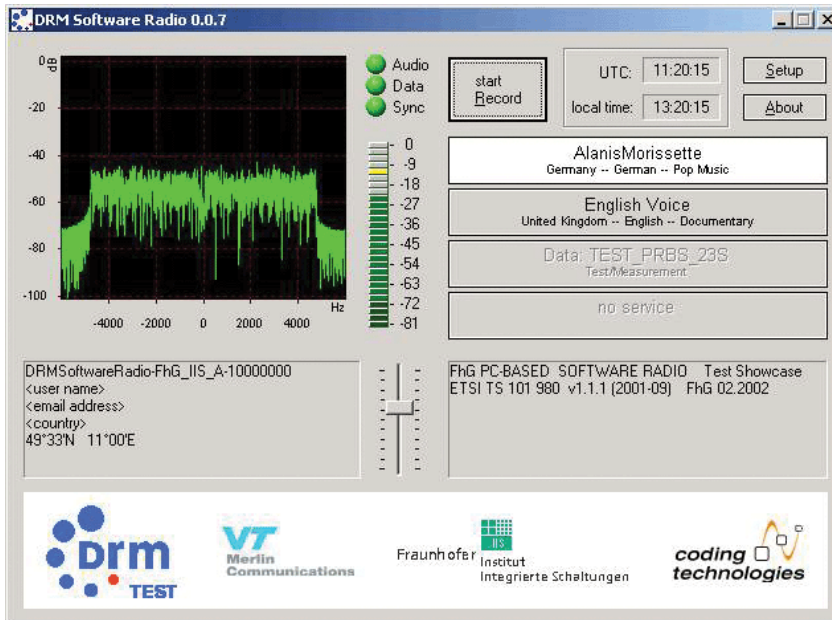 DRM Software Radio 0.0.7
0
dB
-20
-40
-60
-80
-100
Hz
-4000 -2000 0 2000 4000
Audio
Data
Sync
0
-9
-18
-27
-36
-45
-54
-63
-72
-81
start
Record
UTC: 11:20:15
local time: 13:20:15
Setup
About
AlanisMorissette
Germany -- German -- Pop Music
English Voice
United Kingdom -- English -- Documentary
Data: TEST_PRBS_23S
Test/Measurement
no service
DRMSoftwareRadio-FhG_IIS_A-10000000
<user name>
<email address>
<country>
49°33'N 11°00'E
FhG PC-BASED SOFTWARE RADIO Test Showcase
ETSI TS 101 980 v1.1.1 (2001-09) FhG 02.2002
Drm
TEST
VT
Merlin
Communications
Fraunhofer
IIS
Institut
Integrierte Schaltungen
coding
technologies